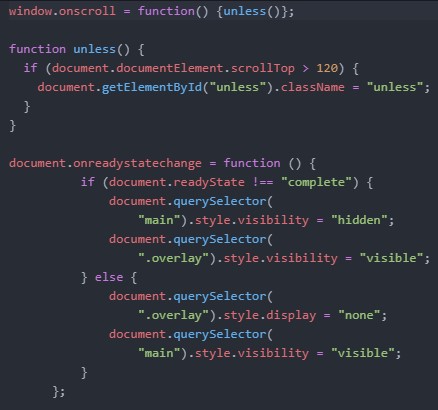 window.onscroll = function() {unless()};

function unless() {
  if (document.documentElement.scrollTop > 120) {
    document.getElementById("unless").className = "unless";
  }
}

document.onreadystatechange = function () {
          if (document.readyState !== "complete") {
              document.querySelector(
                  "main").style.visibility = "hidden";
              document.querySelector(
                  ".overlay").style.visibility = "visible";
          } else {
              document.querySelector(
                  ".overlay").style.display = "none";
              document.querySelector(
                  "main").style.visibility = "visible";
          }
      };